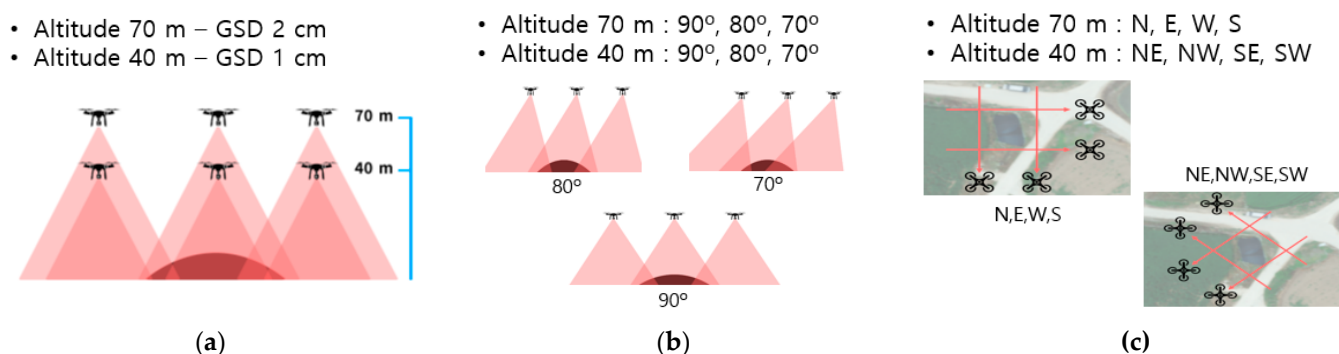 • Altitude 70 m – GSD 2 cm
• Altitude 40 m – GSD 1 cm
70 m
40 m
(a)
• Altitude 70 m : 90º, 80º, 70º
• Altitude 40 m : 90º, 80º, 70º
80º
70º
90º
(b)
• Altitude 70 m : N, E, W, S
• Altitude 40 m : NE, NW, SE, SW
N,E,W,S
NE,NW,SE,SW
(c)